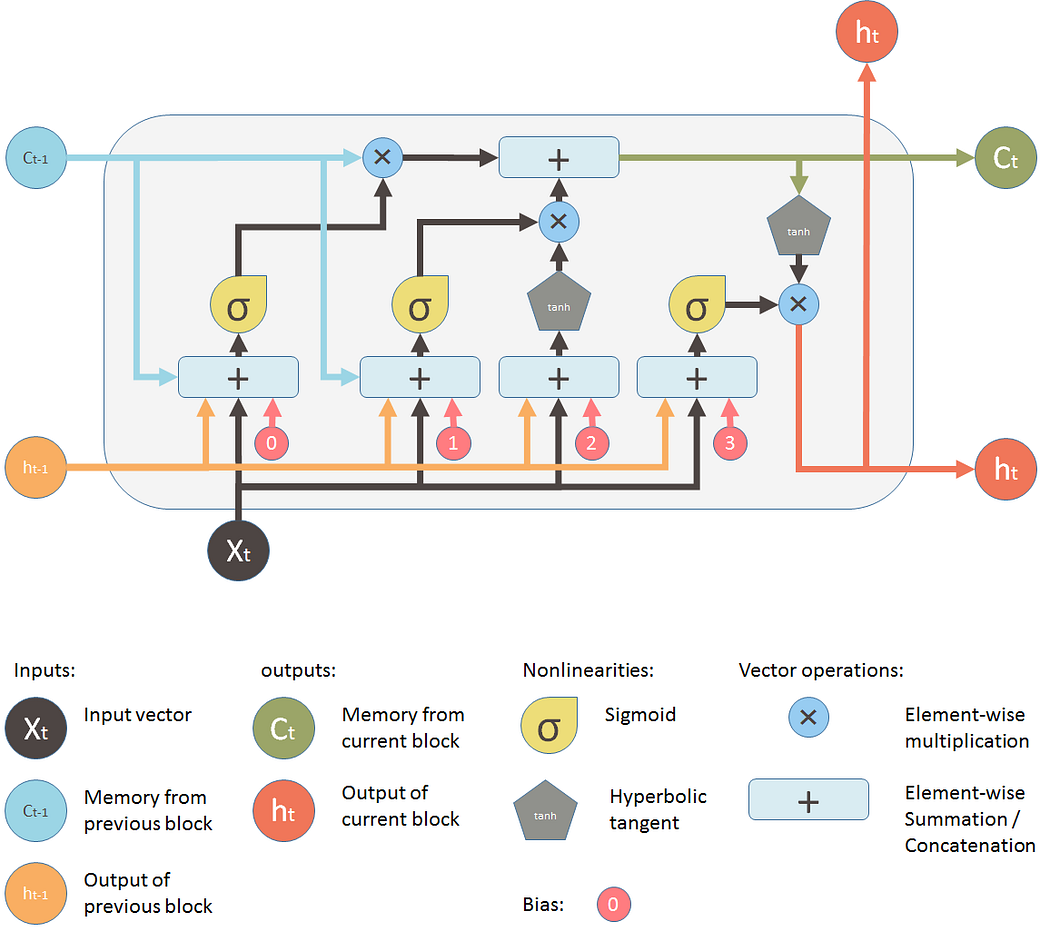 ht
Ct-1
×
+
Ct
×
tanh
σ
σ
tanh
σ
×
+
+
+
+
0
1
2
3
ht-1
ht
Xt
Inputs:
outputs:
Nonlinearities:
Vector operations:
Xt
Input vector
Ct
Memory from
current block
σ
Sigmoid
×
Element-wise
multiplication
Ct-1
Memory from
previous block
ht
Output of
current block
tanh
Hyperbolic
tangent
+
Element-wise
Summation /
Concatenation
ht-1
Output of
previous block
Bias:
0